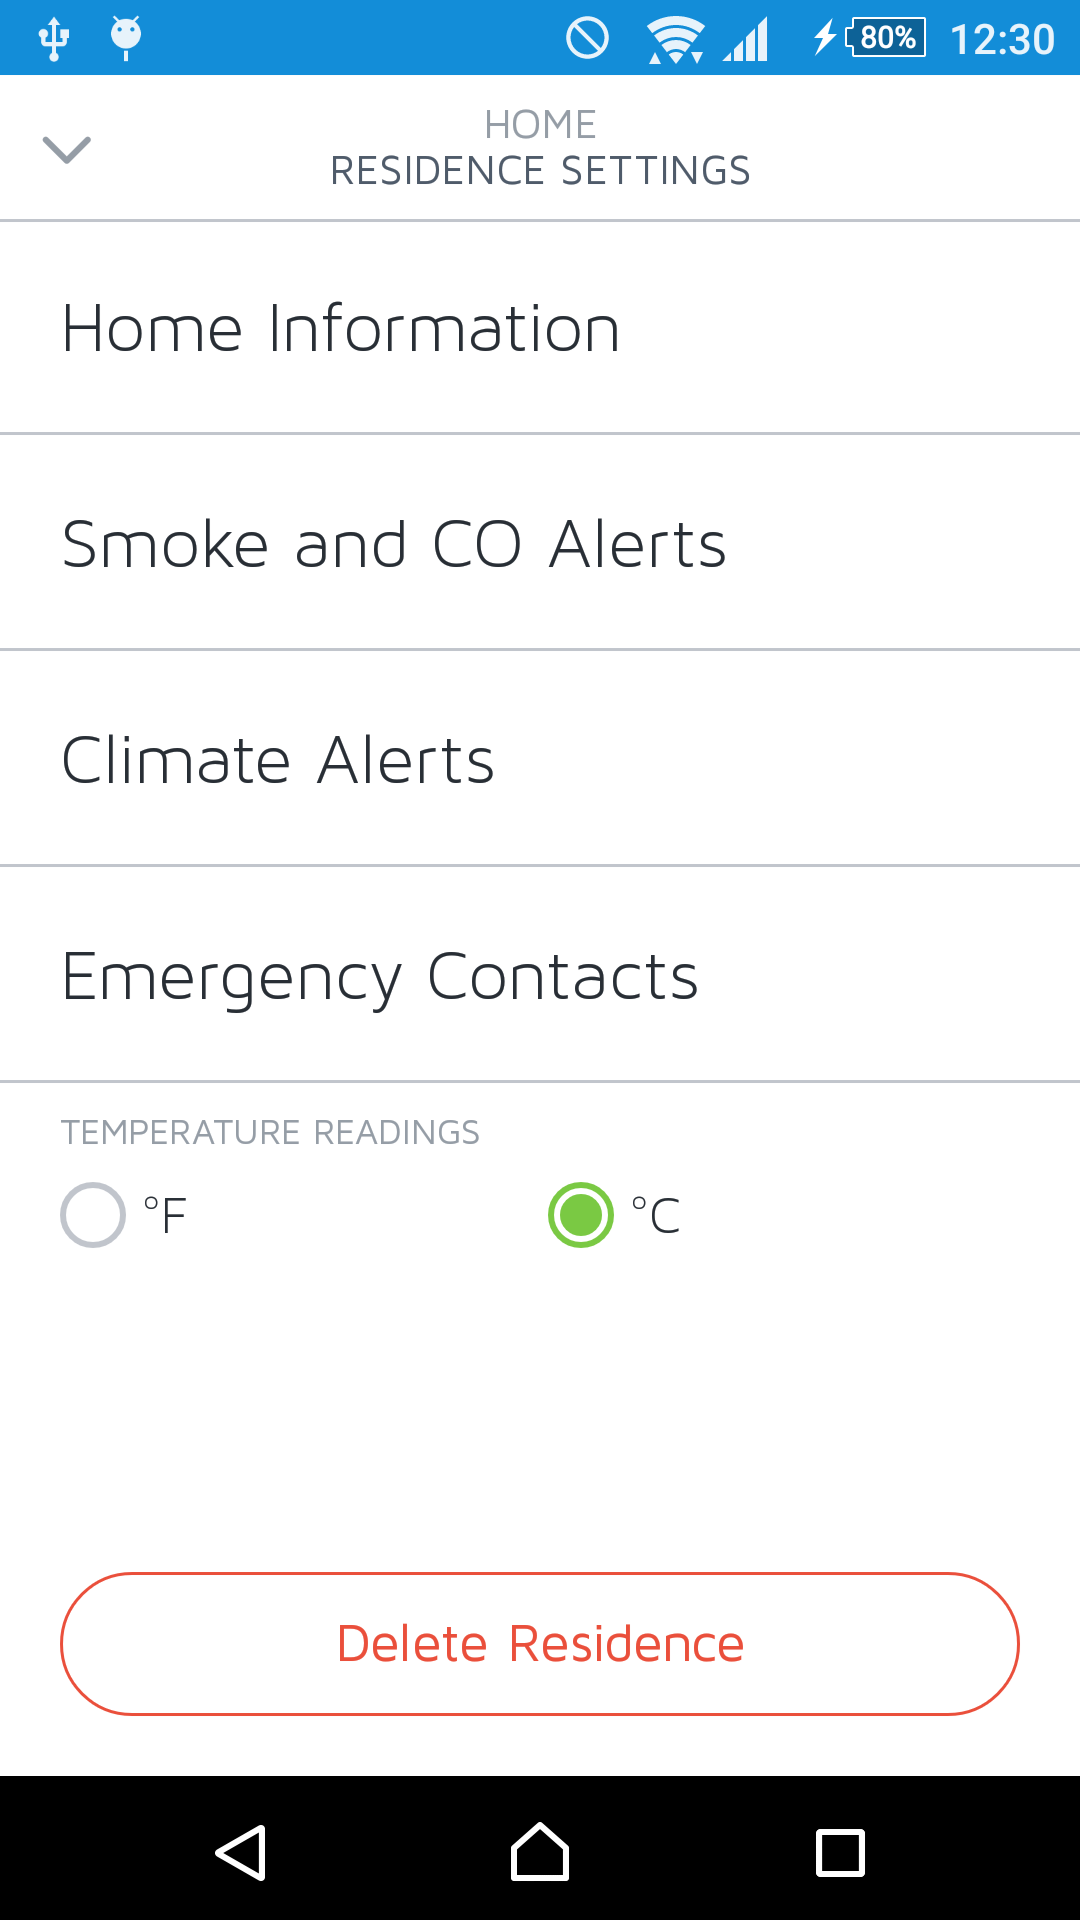 80% 12:30
HOME
RESIDENCE SETTINGS
Home Information
Smoke and CO Alerts
Climate Alerts
Emergency Contacts
TEMPERATURE READINGS
°F °C
Delete Residence